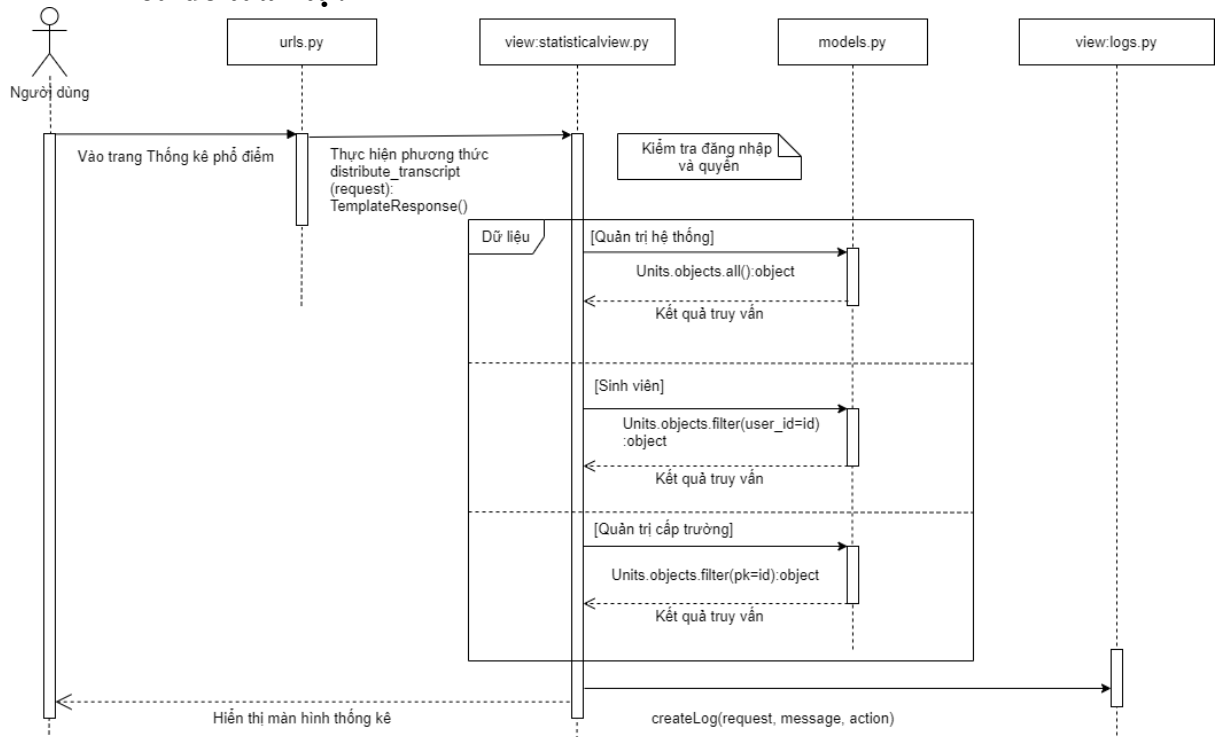 urls.py
view:statisticalview.py
models.py
view:logs.py
Người dùng
Vào trang Thống kê phổ điểm
Thực hiện phương thức
distribute_transcript
(request):
TemplateResponse()
Kiểm tra đăng nhập
và quyền
Dữ liệu
[Quản trị hệ thống]
Units.objects.all():object
Kết quả truy vấn
[Sinh viên]
Units.objects.filter(user_id=id)
:object
Kết quả truy vấn
[Quản trị cấp trường]
Units.objects.filter(pk=id):object
Kết quả truy vấn
Hiển thị màn hình thống kê
createLog(request, message, action)